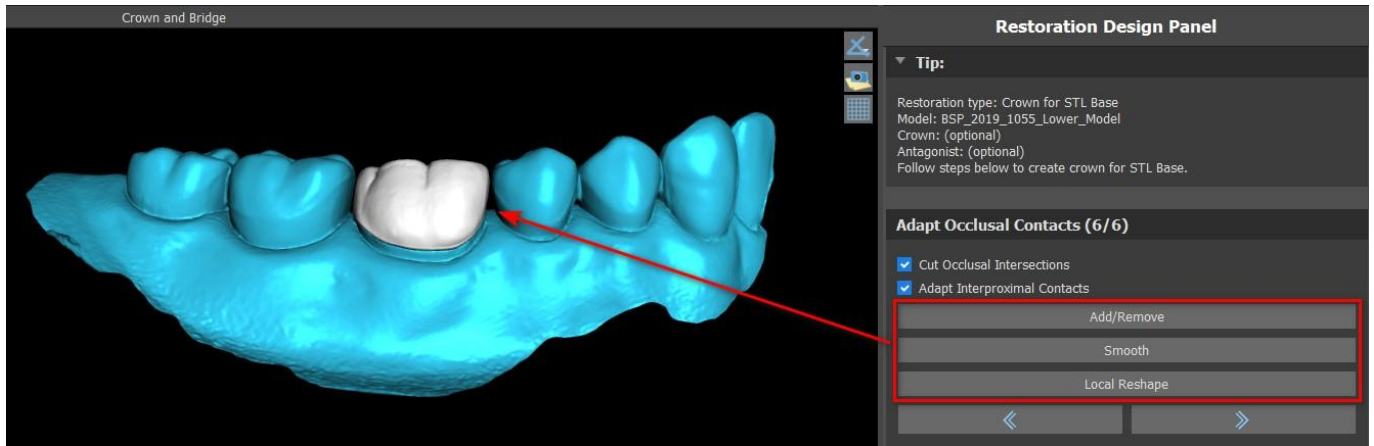 Crown and Bridge
Restoration Design Panel
Tip:
Restoration type: Crown for STL Base
Model: BSP_2019_1055_Lower_Model
Crown: (optional)
Antagonist: (optional)
Follow steps below to create crown for STL Base.
Adapt Occlusal Contacts (6/6)
Cut Occlusal Intersections
Adapt Interproximal Contacts
Add/Remove
Smooth
Local Reshape